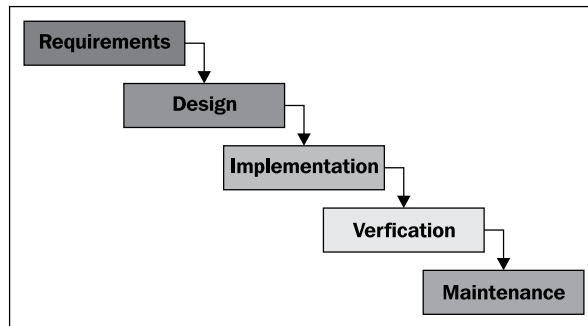 Requirements
Design
Implementation
Verfication
Maintenance